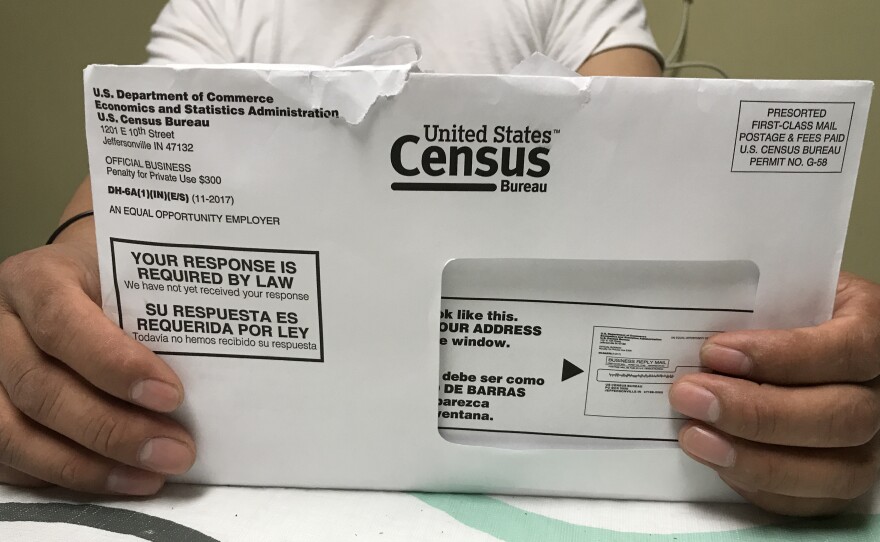 U.S. Department of Commerce
Economics and Statistics Administration
U.S. Census Bureau
1201 E 10th Street
Jeffersonville IN 47132
OFFICIAL BUSINESS
Penalty for Private Use $300
DH-6A(1)(IN)(E/S) (11-2017)
AN EQUAL OPPORTUNITY EMPLOYER
United States™
Census
Bureau
PRESORTED
FIRST-CLASS MAIL
POSTAGE & FEES PAID
U.S. CENSUS BUREAU
PERMIT NO. G-58
YOUR RESPONSE IS
REQUIRED BY LAW
We have not yet received your response
SU RESPUESTA ES
REQUERIDA POR LEY
Todavía no hemos recibido su respuesta
ok like this.
OUR ADDRESS
e window.
debe ser como
DE BARRAS
parezca
ventana.
BUSINESS REPLY MAIL